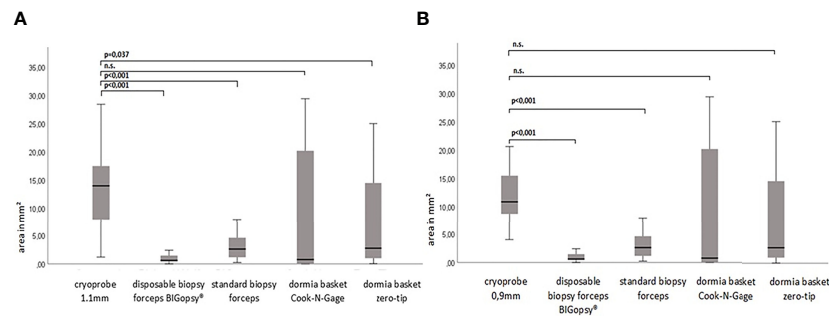 A
p=0,037
n.s.
p<0,001
p<0,001
35,00
30,00
25,00
20,00
15,00
10,00
5,00
,00
area in mm²
cryoprobe
1.1mm
disposable biopsy
forceps BIGopsy®
standard biopsy
forceps
dormia basket
Cook-N-Gage
dormia basket
zero-tip
B
n.s.
n.s.
p<0,001
p<0,001
35,00
30,00
25,00
20,00
15,00
10,00
5,00
,00
area in mm²
cryoprobe
0,9mm
disposable
biopsy forceps
BIGopsy®
standard biopsy
forceps
dormia basket
Cook-N-Gage
dormia basket
zero-tip